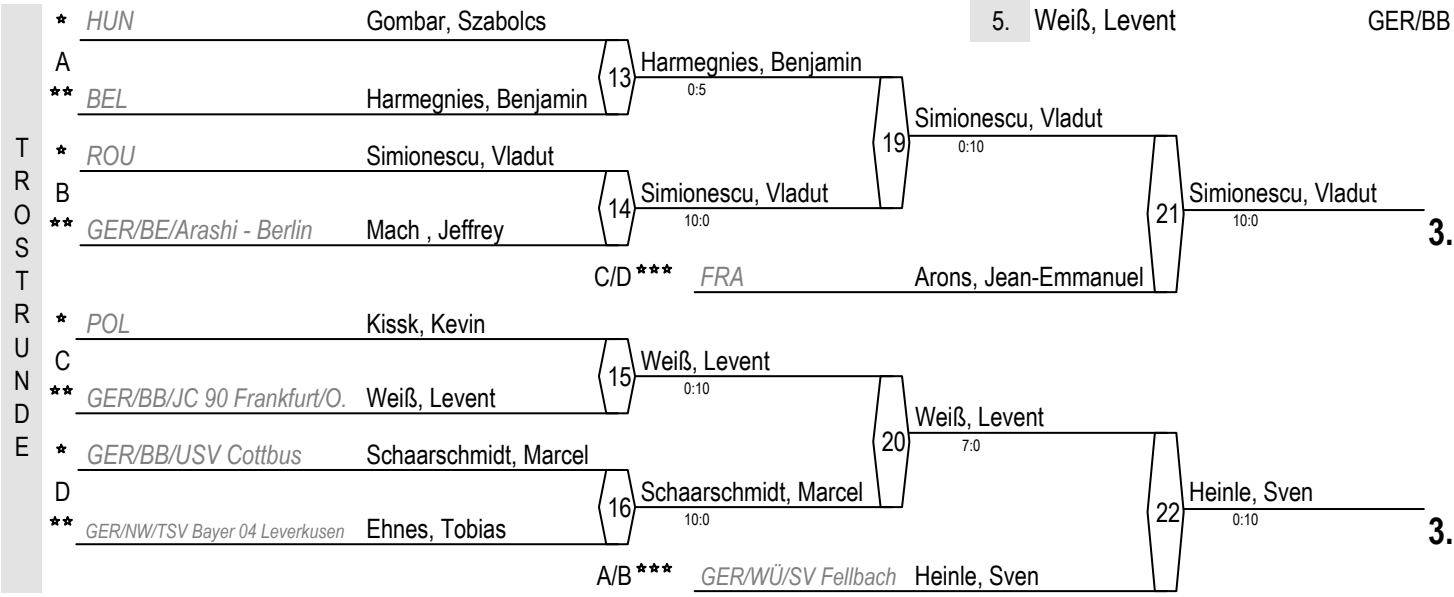 * HUN Gombar, Szabolcs
5. Weiß, Levent GER/BB
A
13 Harmegnies, Benjamin
0:5
** BEL Harmegnies, Benjamin
19 Simionescu, Vladut
0:10
* ROU Simionescu, Vladut
B
14 Simionescu, Vladut
10:0
21 Simionescu, Vladut
10:0
3.
** GER/BE/Arashi - Berlin Mach , Jeffrey
C/D *** FRA Arons, Jean-Emmanuel
TROSTRUNDE
* POL Kissk, Kevin
C
15 Weiß, Levent
0:10
** GER/BB/JC 90 Frankfurt/O. Weiß, Levent
20 Weiß, Levent
7:0
* GER/BB/USV Cottbus Schaarschmidt, Marcel
D
16 Schaarschmidt, Marcel
10:0
22 Heinle, Sven
0:10
3.
** GER/NW/TSV Bayer 04 Leverkusen Ehnes, Tobias
A/B *** GER/WÜ/SV Fellbach Heinle, Sven